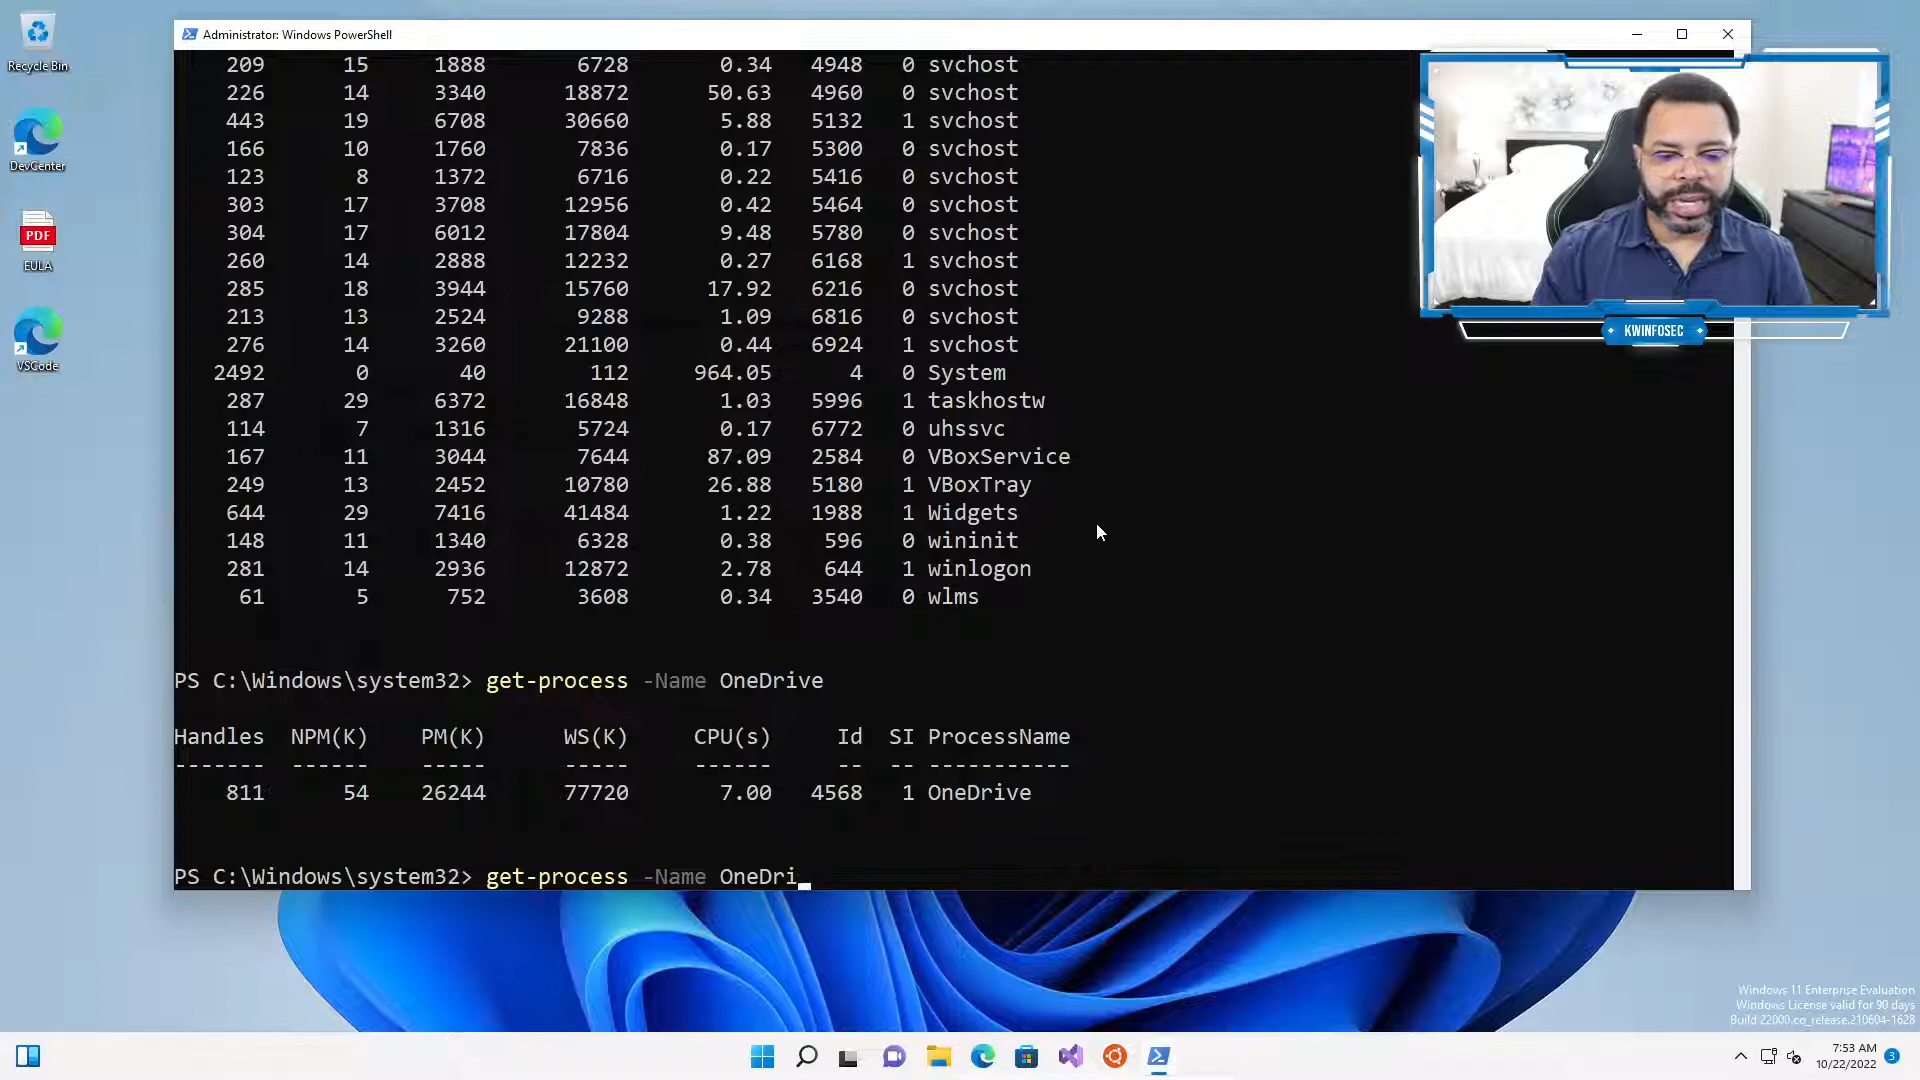 Recycle Bin
DevCenter
PDF
EULA
VSCode
Administrator: Windows PowerShell
209 15 1888 6728 0.34 4948 0 svchost
226 14 3340 18872 50.63 4960 0 svchost
443 19 6708 30660 5.88 5132 1 svchost
166 10 1760 7836 0.17 5300 0 svchost
123 8 1372 6716 0.22 5416 0 svchost
303 17 3708 12956 0.42 5464 0 svchost
304 17 6012 17804 9.48 5780 0 svchost
260 14 2888 12232 0.27 6168 1 svchost
285 18 3944 15760 17.92 6216 0 svchost
213 13 2524 9288 1.09 6816 0 svchost
276 14 3260 21100 0.44 6924 1 svchost
2492 0 40 112 964.05 4 0 System
287 29 6372 16848 1.03 5996 1 taskhostw
114 7 1316 5724 0.17 6772 0 uhssvc
167 11 3044 7644 87.09 2584 0 VBoxService
249 13 2452 10780 26.88 5180 1 VBoxTray
644 29 7416 41484 1.22 1988 1 Widgets
148 11 1340 6328 0.38 596 0 wininit
281 14 2936 12872 2.78 644 1 winlogon
61 5 752 3608 0.34 3540 0 wlms
PS C:\Windows\system32> get-process -Name OneDrive
Handles NPM(K) PM(K) WS(K) CPU(s) Id SI ProcessName
------- ------ ----- ----- ------ -- -- -----------
811 54 26244 77720 7.00 4568 1 OneDrive
PS C:\Windows\system32> get-process -Name OneDri_
KWINFOSEC
Windows 11 Enterprise Evaluation
Windows License valid for 90 days
Build 22000.co_release.210604-1628
7:53 AM
10/22/2022
3